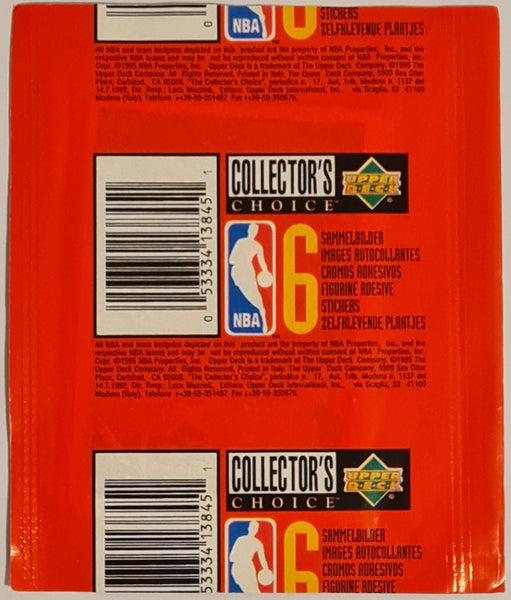 NBA 6
STICKERS
ZELFKLEVENDE PLAATJES
All NBA and team insignias depicted on this product are the property of NBA Properties, Inc., and the
respective NBA teams and may be not be reproduced without written consent of NBA Properties, Inc.
Copr. ©1995 NBA Properties, Inc. Upper Deck is a trademark of The Upper Deck Company. ©1995 The
Upper Deck Company. All Rights Reserved. Printed in Italy. The Upper Deck Company, 5909 Sea Otter
Place, Carlsbad, CA 92008. "The Collector's Choice", periodico n. 17, Aut. Trib. Modena n. 1137 del
14.7.1992, Dir. Resp.: Luca Muzzioli, Editore: Upper Deck International, Inc., via Scaglia, 33 41100
Modena (Italy). Telefono ++39-59-351487 Fax ++39-59-350676.
0 53334 13845 1
COLLECTOR'S
CHOICE™
UPPER
DECK
®
NBA
6
SAMMELBILDER
IMAGES AUTOCOLLANTES
CROMOS ADHESIVOS
FIGURINE ADESIVE
STICKERS
ZELFKLEVENDE PLAATJES
All NBA and team insignias depicted on this product are the property of NBA Properties, Inc., and the
respective NBA teams and may be not be reproduced without written consent of NBA Properties, Inc.
Copr. ©1995 NBA Properties, Inc. Upper Deck is a trademark of The Upper Deck Company. ©1995 The
Upper Deck Company. All Rights Reserved. Printed in Italy. The Upper Deck Company, 5909 Sea Otter
Place, Carlsbad, CA 92008. "The Collector's Choice", periodico n. 17, Aut. Trib. Modena n. 1137 del
14.7.1992, Dir. Resp.: Luca Muzzioli, Editore: Upper Deck International, Inc., via Scaglia, 33 41100
Modena (Italy). Telefono ++39-59-351487 Fax ++39-59-350676.
53334 13845 1
COLLECTOR'S
CHOICE™
UPPER
DECK
®
6
SAMMELBILDER
IMAGES AUTOCOLLANTES
CROMOS ADHESIVOS
FIGURINE ADESIVE